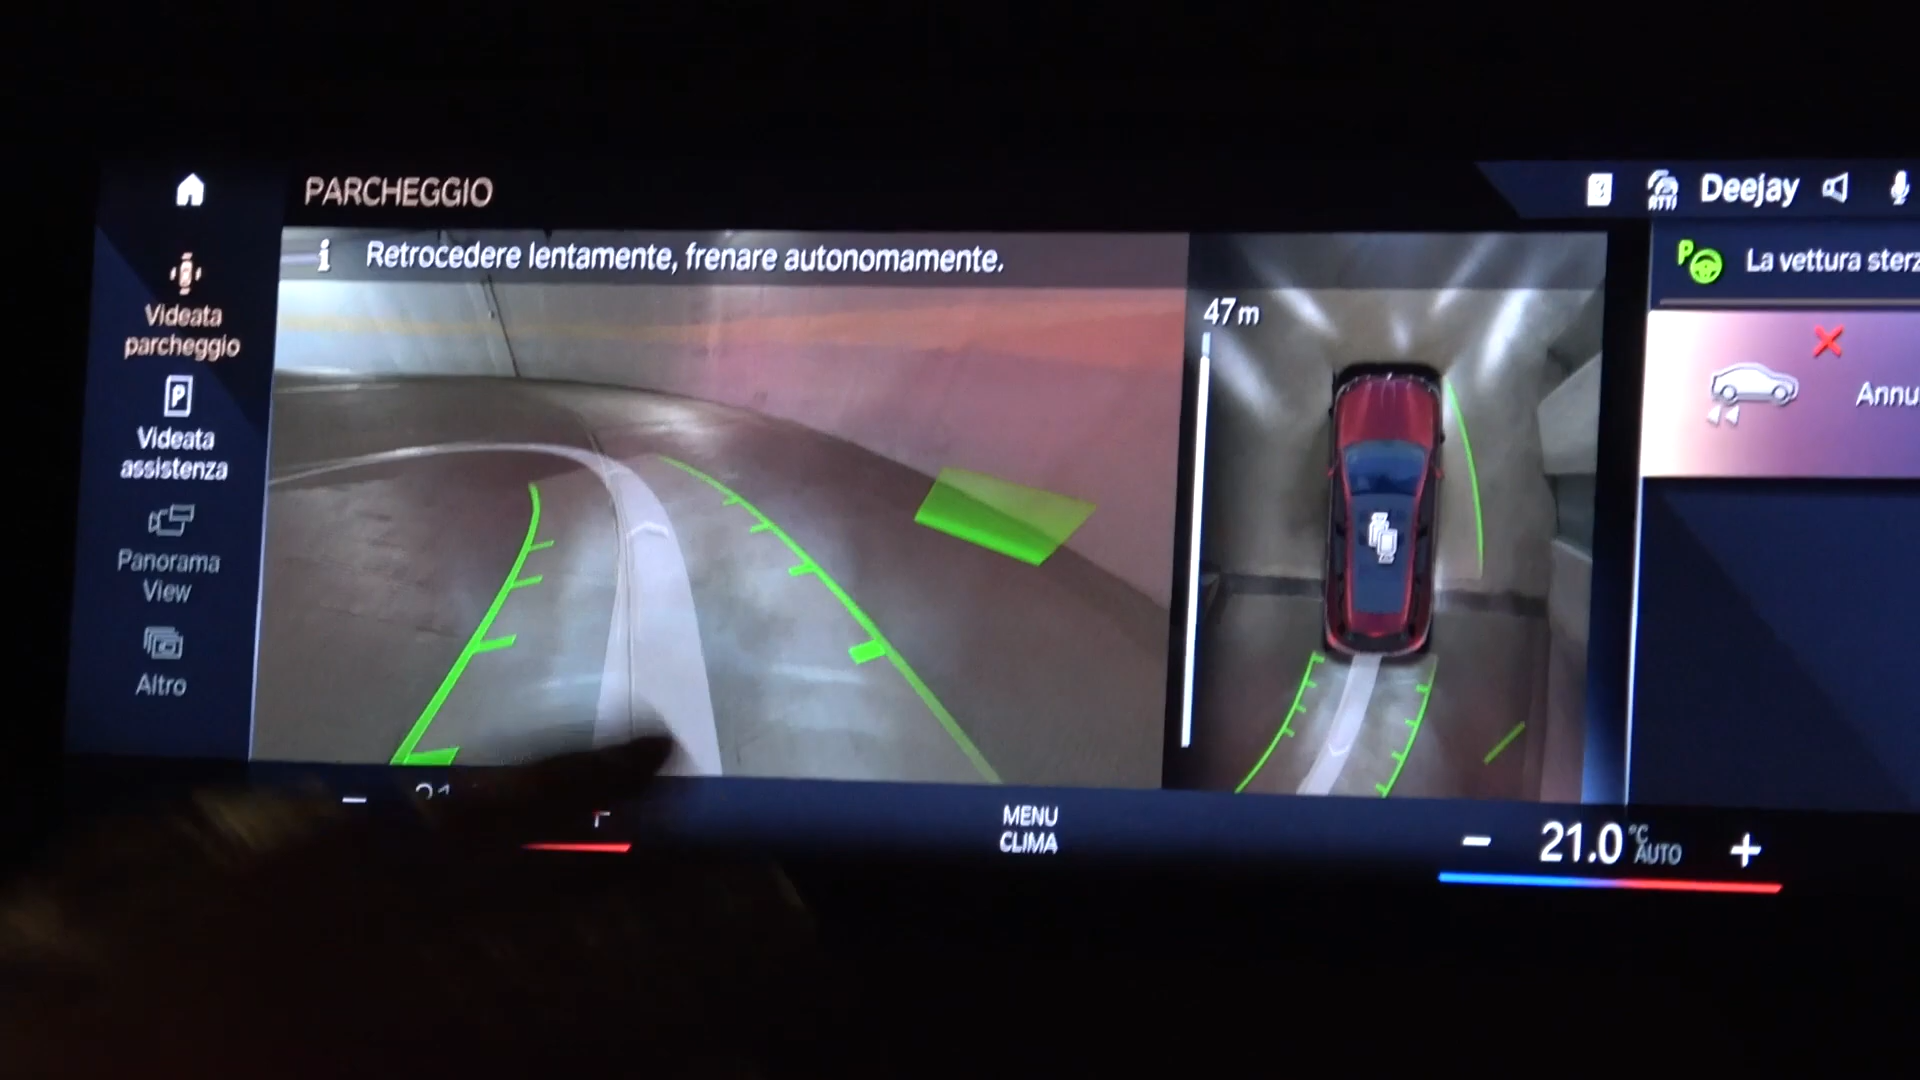 PARCHEGGIO
Deejay
Retrocedere lentamente, frenare autonomamente.
Videata
parcheggio
Videata
assistenza
Panorama
View
Altro
47m
La vettura sterz
Annu
MENU
CLIMA
21.0 °C
AUTO